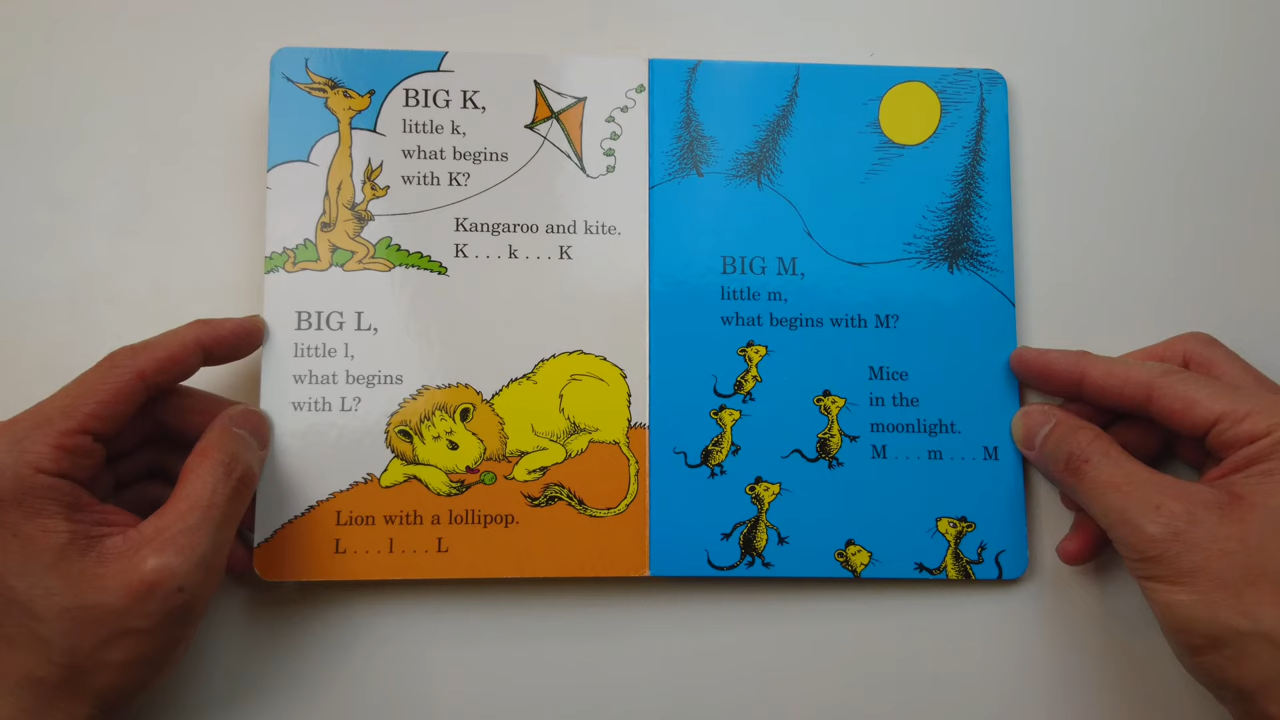 BIG K,
little k,
what begins
with K?
Kangaroo and kite.
K . . . k . . . K
BIG L,
little l,
what begins
with L?
Lion with a lollipop.
L . . . l . . . L
BIG M,
little m,
what begins with M?
Mice
in the
moonlight.
M . . . m . . . M